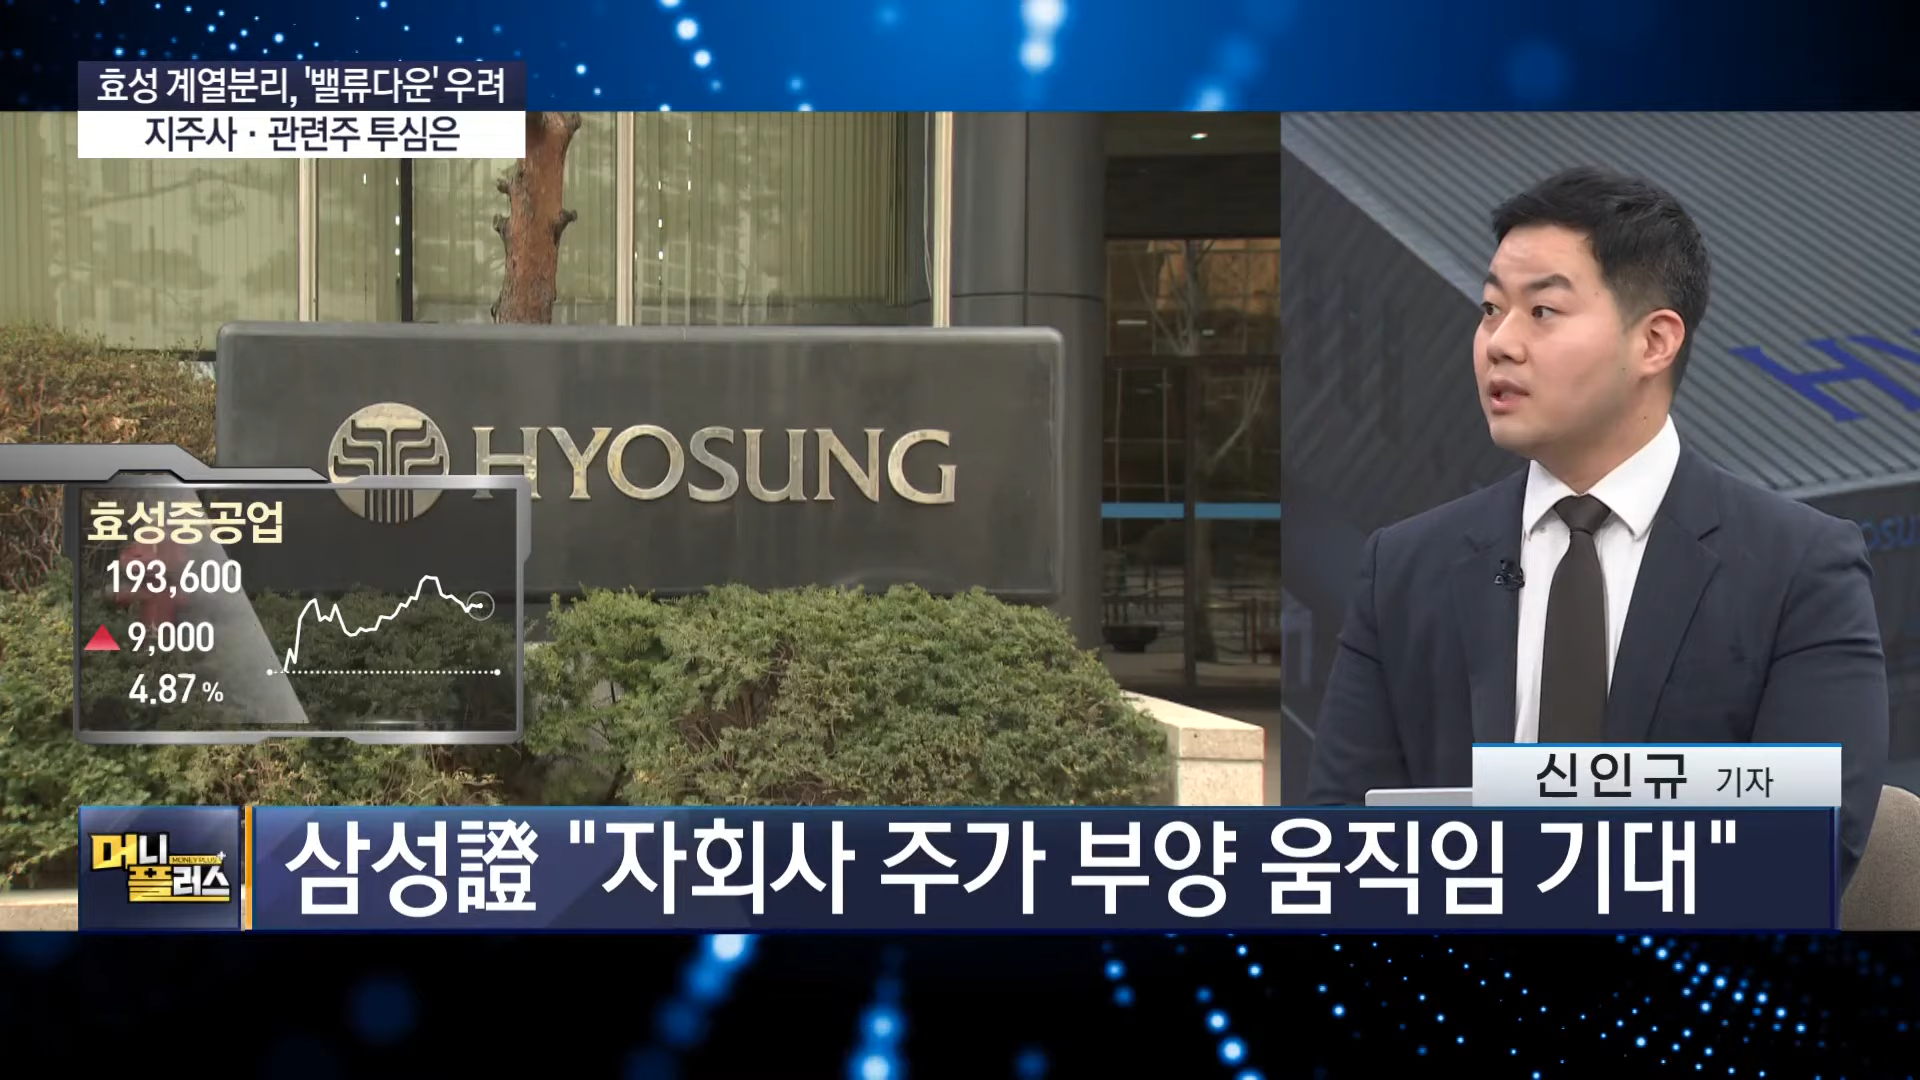 효성 계열분리, '밸류다운' 우려
지주사 · 관련주 투심은
HYOSUNG
HY
효성중공업
193,600
▲ 9,000
4.87 %
신인규 기자
머니플러스
MONEY PLUS+
삼성證 "자회사 주가 부양 움직임 기대"